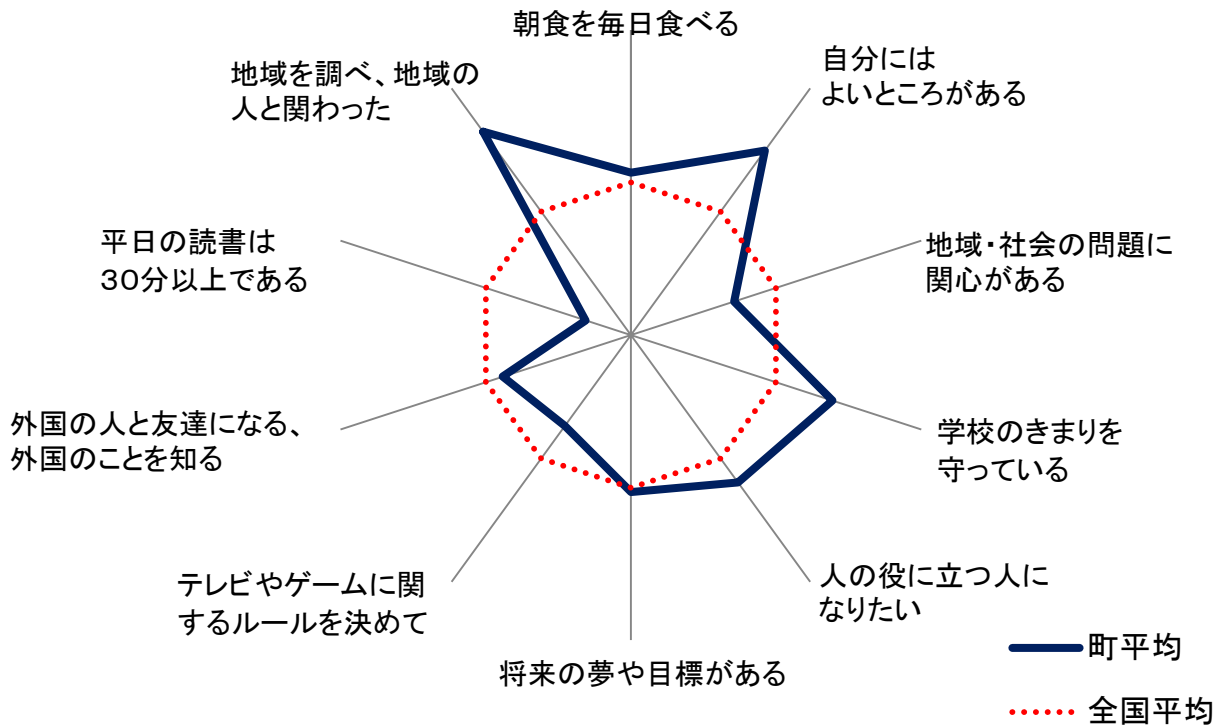 朝食を毎日食べる
自分には
よいところがある
地域・社会の問題に
関心がある
学校のきまりを
守っている
人の役に立つ人に
なりたい
将来の夢や目標がある
テレビやゲームに関
するルールを決めて
外国の人と友達になる、
外国のことを知る
平日の読書は
30分以上である
地域を調べ、地域の
人と関わった
町平均
全国平均